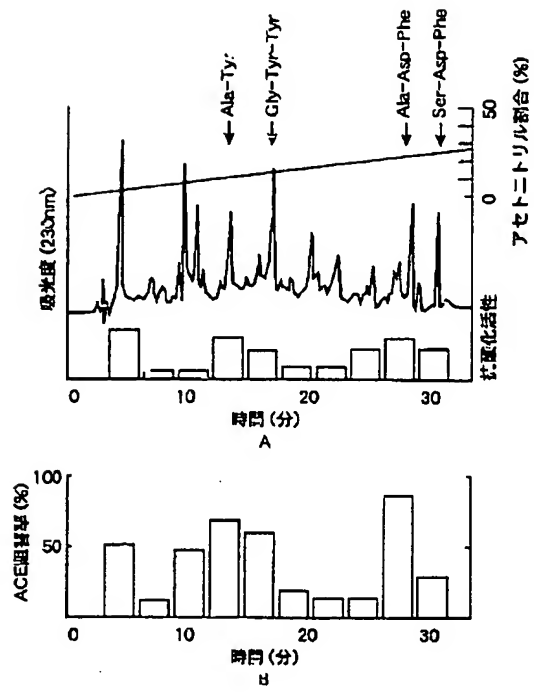 Ala-Tyr
Gly-Tyr-Tyr
Ala-Asp-Phe
Ser-Asp-Phe
吸光度 (230nm)
50
0
アセトニトリル割合 (%)
抗酸化活性
0
10
20
30
時間 (分)
A
100
50
ACE阻害率 (%)
0
10
20
30
時間 (分)
B